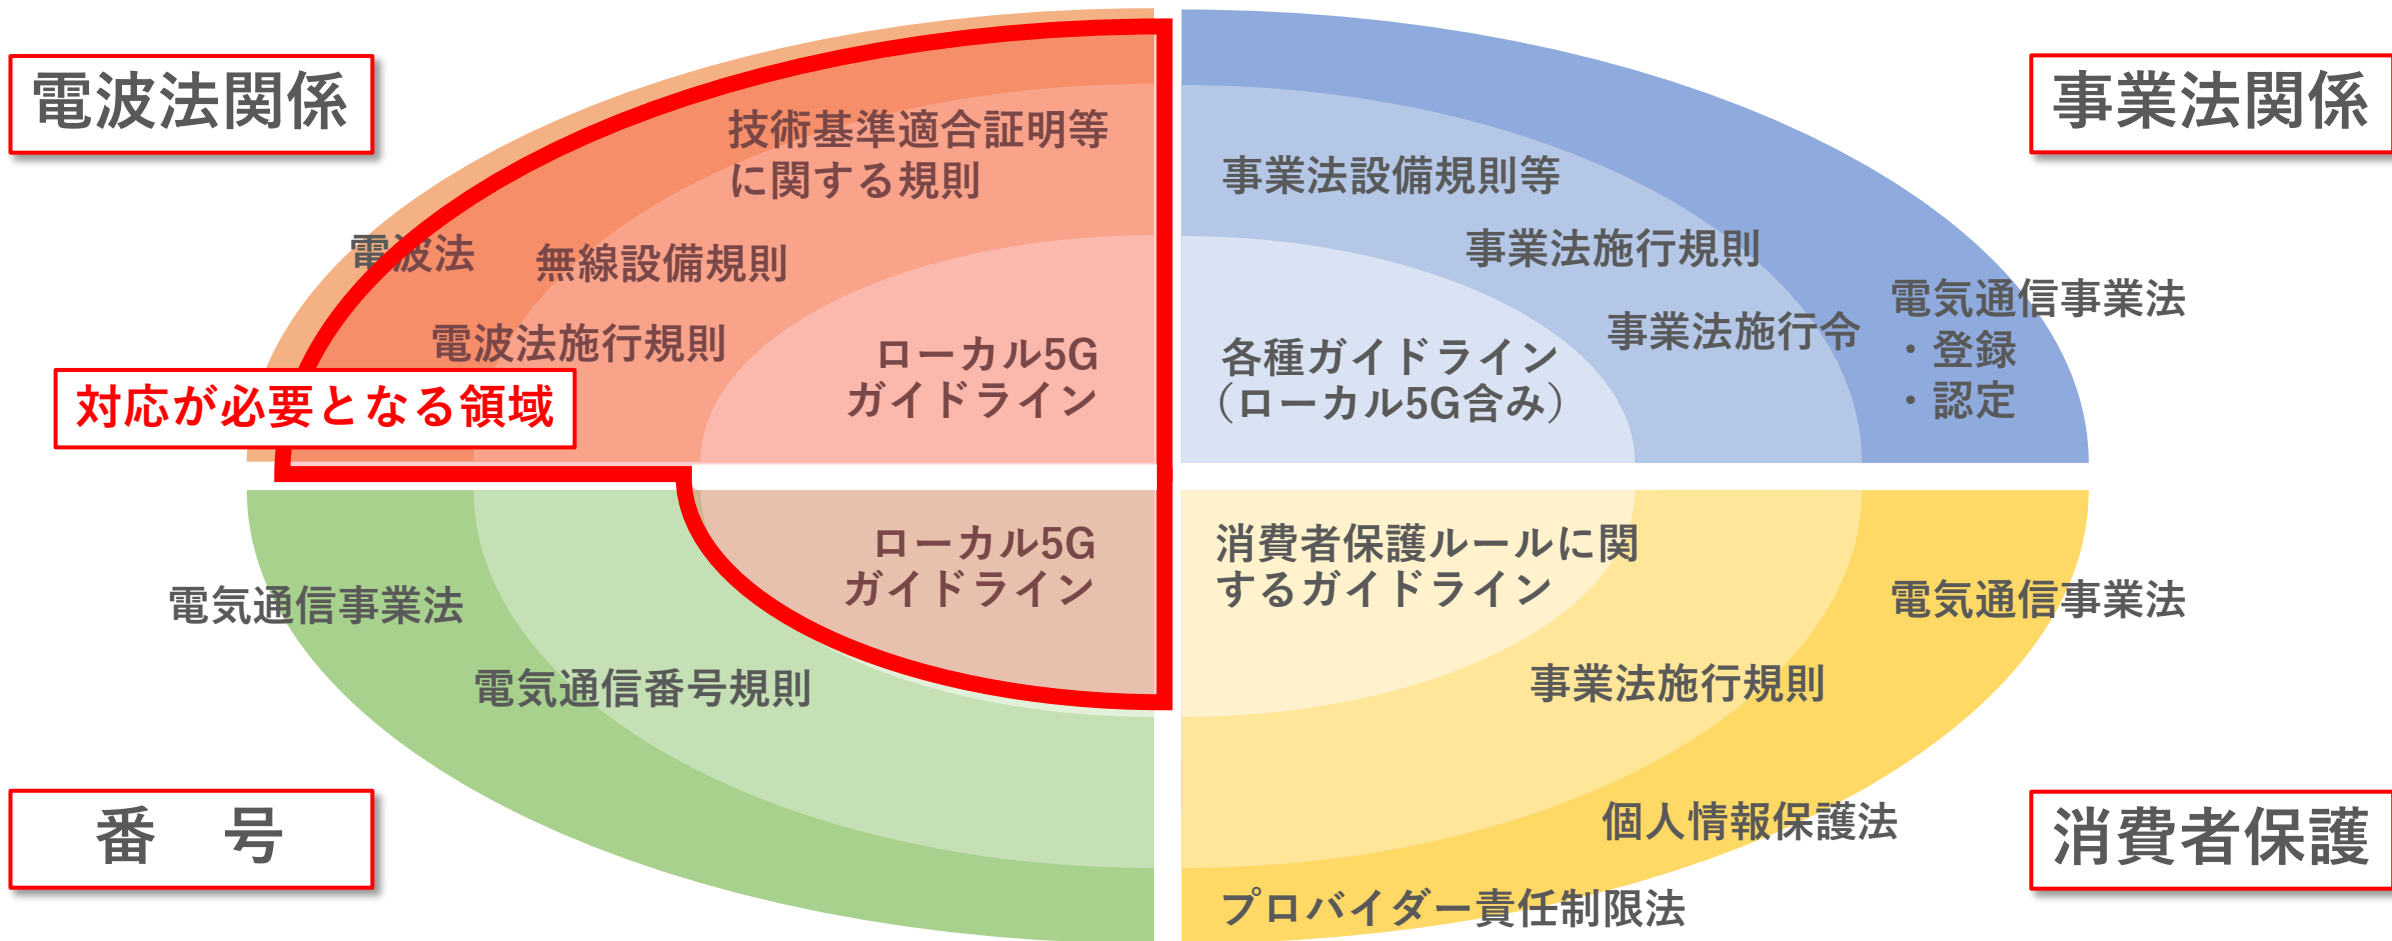 電波法関係
技術基準適合証明等
に関する規則
電波法
無線設備規則
電波法施行規則
ローカル5G
ガイドライン
対応が必要となる領域
事業法関係
事業法設備規則等
事業法施行規則
事業法施行令
電気通信事業法
・登録
・認定
各種ガイドライン
（ローカル5G含み）
番　号
ローカル5G
ガイドライン
電気通信事業法
電気通信番号規則
消費者保護
消費者保護ルールに関
するガイドライン
電気通信事業法
事業法施行規則
個人情報保護法
プロバイダー責任制限法